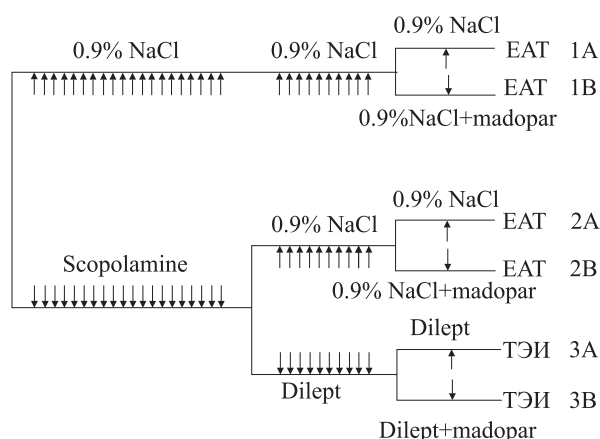 0.9% NaCl
0.9% NaCl 0.9% NaCl EAT 1A
EAT 1B
0.9%NaCl+madopar
0.9% NaCl
0.9% NaCl EAT 2A
Scopolamine EAT 2B
0.9% NaCl+madopar
Dilept
ТЭИ 3A
Dilept ТЭИ 3B
Dilept+madopar